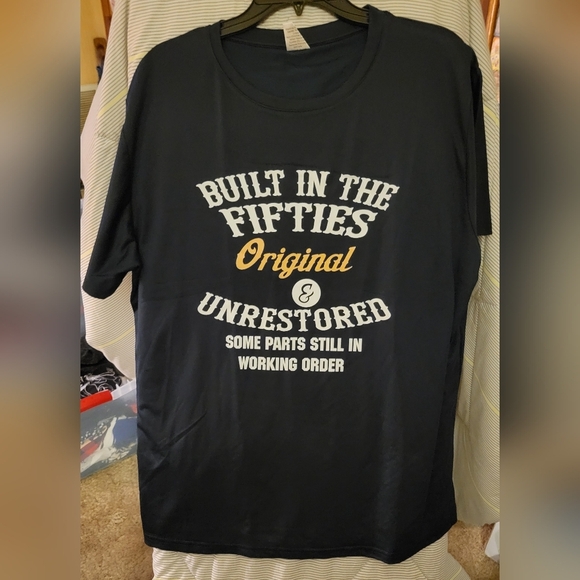 BUILT IN THE
FIFTIES
Original
&
UNRESTORED
SOME PARTS STILL IN
WORKING ORDER